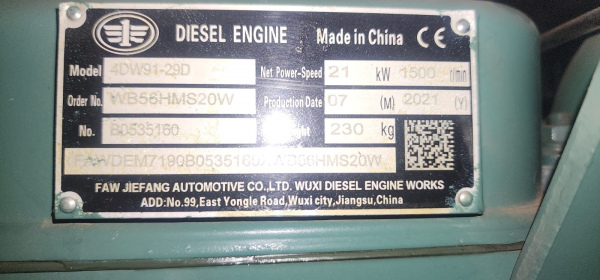 DIESEL ENGINE Made in China CE
Model 4DW91-29D Net Power-Speed 21 kW 1500 r/min
Order No. WB56HMS20W Production Date 07 (M) 2021 (Y)
No. B0535160 230 kg
ADD:No.99,East Yongle Road,Wuxi city,Jiangsu,China
FAW JIEFANG AUTOMOTIVE CO.,LTD. WUXI DIESEL ENGINE WORKS